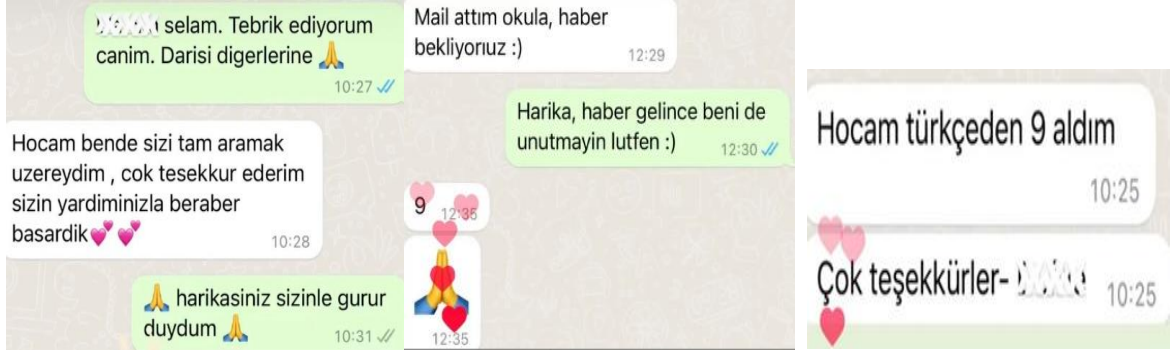 selam. Tebrik ediyorum
canim. Darisi digerlerine 🙏
10:27
Hocam bende sizi tam aramak
uzereydim , cok tesekkur ederim
sizin yardiminizla beraber
basardik💕💕
10:28
🙏 harikasiniz sizinle gurur
duydum 🙏
10:31
Mail attım okula, haber
bekliyorıuz :)
12:29
Harika, haber gelince beni de
unutmayin lutfen :)
12:30
9
12:35
🙏
12:35
Hocam türkçeden 9 aldım
10:25
Çok teşekkürler-
10:25